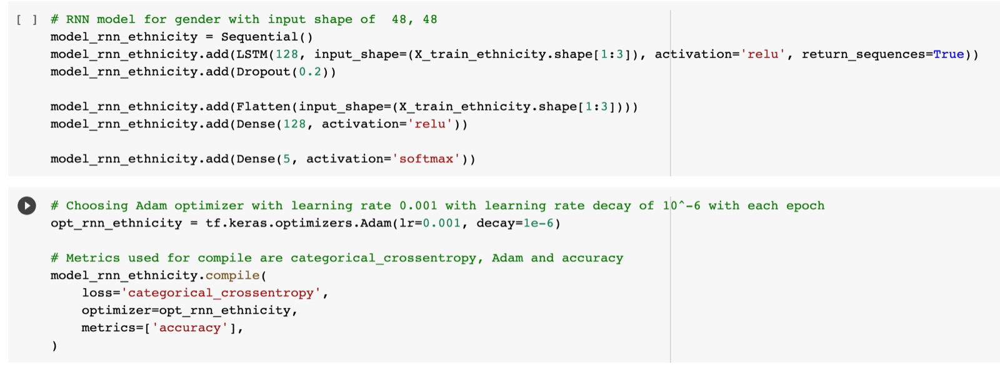 [ ] # RNN model for gender with input shape of  48, 48
model_rnn_ethnicity = Sequential()
model_rnn_ethnicity.add(LSTM(128, input_shape=(X_train_ethnicity.shape[1:3]), activation='relu', return_sequences=True))
model_rnn_ethnicity.add(Dropout(0.2))
model_rnn_ethnicity.add(Flatten(input_shape=(X_train_ethnicity.shape[1:3])))
model_rnn_ethnicity.add(Dense(128, activation='relu'))
model_rnn_ethnicity.add(Dense(5, activation='softmax'))
# Choosing Adam optimizer with learning rate 0.001 with learning rate decay of 10^-6 with each epoch
opt_rnn_ethnicity = tf.keras.optimizers.Adam(lr=0.001, decay=1e-6)
# Metrics used for compile are categorical_crossentropy, Adam and accuracy
model_rnn_ethnicity.compile(
    loss='categorical_crossentropy',
    optimizer=opt_rnn_ethnicity,
    metrics=['accuracy'],
)